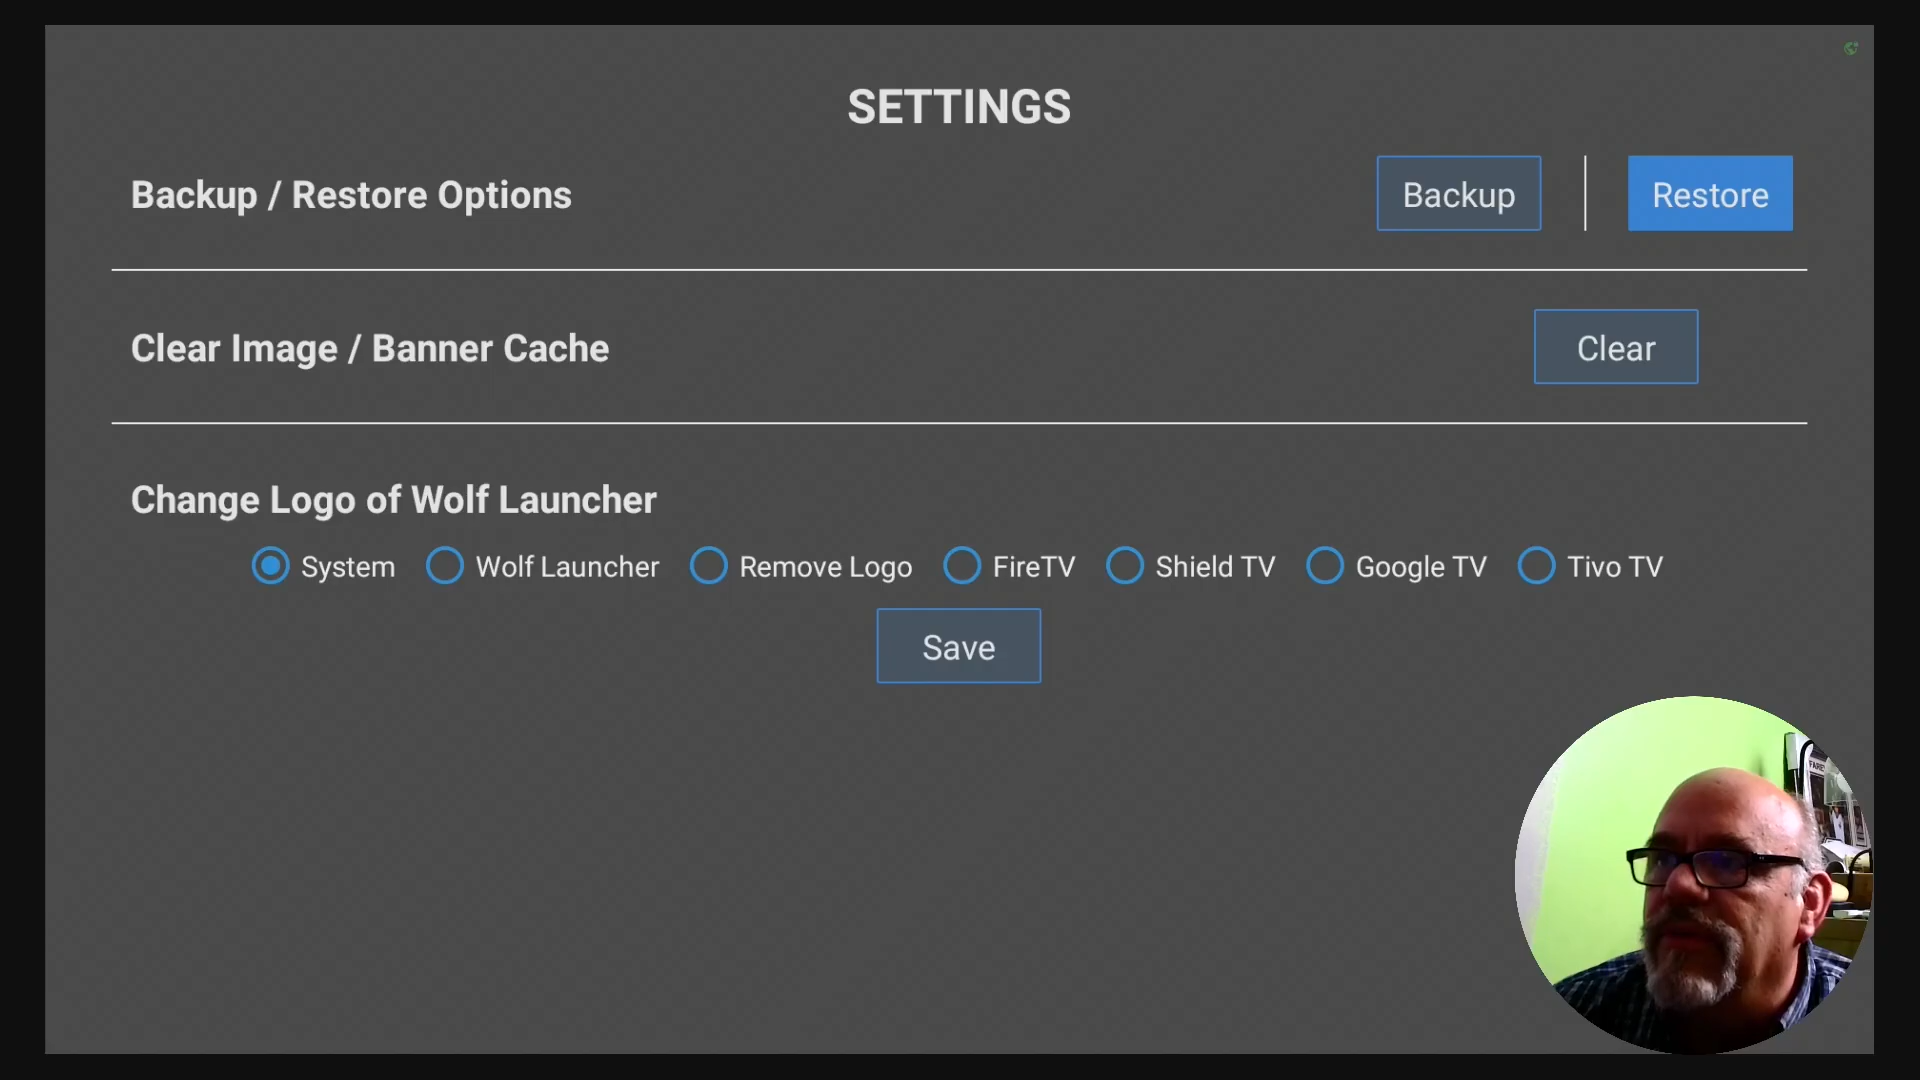 SETTINGS
Backup / Restore Options
Backup
Restore
Clear Image / Banner Cache
Clear
Change Logo of Wolf Launcher
System
Wolf Launcher
Remove Logo
FireTV
Shield TV
Google TV
Tivo TV
Save